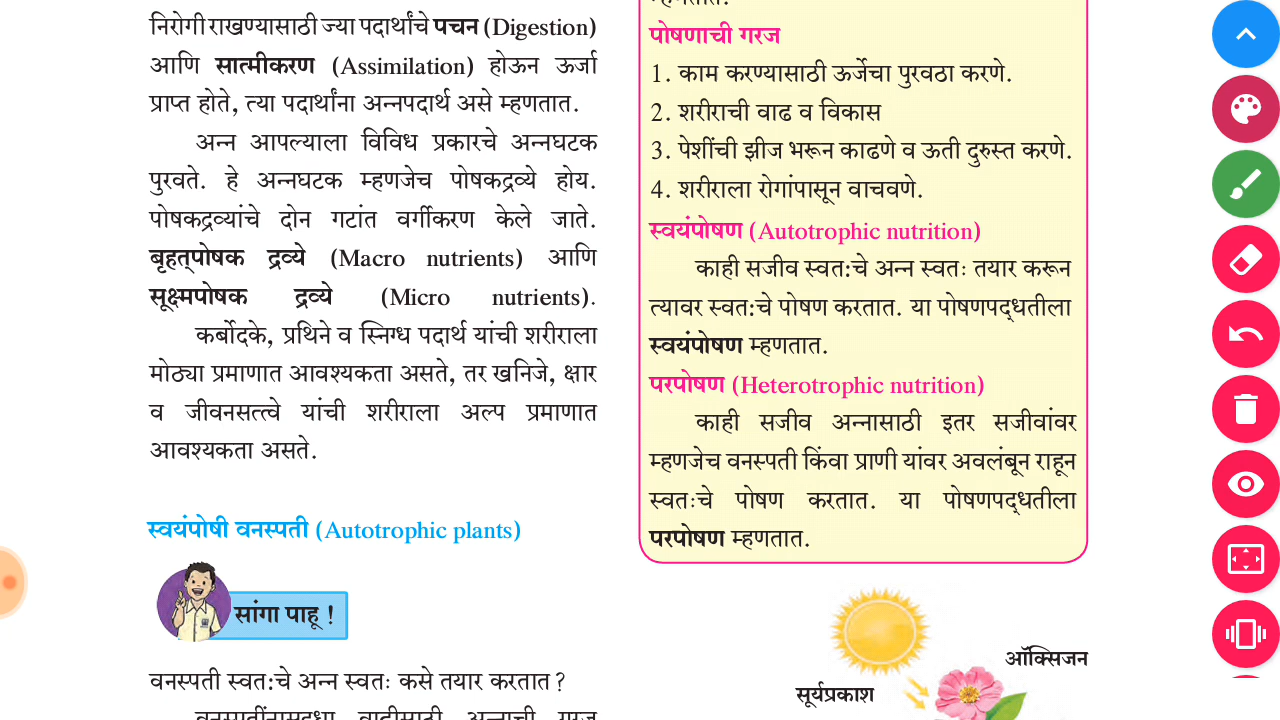 निरोगी राखण्यासाठी ज्या पदार्थांचे पचन (Digestion)
आणि सात्मीकरण (Assimilation) होऊन ऊर्जा
प्राप्त होते, त्या पदार्थांना अन्नपदार्थ असे म्हणतात.
अन्न आपल्याला विविध प्रकारचे अन्नघटक
पुरवते. हे अन्नघटक म्हणजेच पोषकद्रव्ये होय.
पोषकद्रव्यांचे दोन गटांत वर्गीकरण केले जाते.
बृहत्‌पोषक द्रव्ये (Macro nutrients) आणि
सूक्ष्मपोषक द्रव्ये (Micro nutrients).
कर्बोदके, प्रथिने व स्निग्ध पदार्थ यांची शरीराला
मोठ्या प्रमाणात आवश्यकता असते, तर खनिजे, क्षार
व जीवनसत्त्वे यांची शरीराला अल्प प्रमाणात
आवश्यकता असते.
स्वयंपोषी वनस्पती (Autotrophic plants)
सांगा पाहू !
वनस्पती स्वत:चे अन्न स्वतः कसे तयार करतात ?
वनस्पतींनासुद्धा वाढीसाठी अन्नाची गरज
म्हणतात.
पोषणाची गरज
1. काम करण्यासाठी ऊर्जेचा पुरवठा करणे.
2. शरीराची वाढ व विकास
3. पेशींची झीज भरून काढणे व ऊती दुरुस्त करणे.
4. शरीराला रोगांपासून वाचवणे.
स्वयंपोषण (Autotrophic nutrition)
काही सजीव स्वत:चे अन्न स्वतः तयार करून
त्यावर स्वत:चे पोषण करतात. या पोषणपद्धतीला
स्वयंपोषण म्हणतात.
परपोषण (Heterotrophic nutrition)
काही सजीव अन्नासाठी इतर सजीवांवर
म्हणजेच वनस्पती किंवा प्राणी यांवर अवलंबून राहून
स्वतःचे पोषण करतात. या पोषणपद्धतीला
परपोषण म्हणतात.
ऑक्सिजन
सूर्यप्रकाश